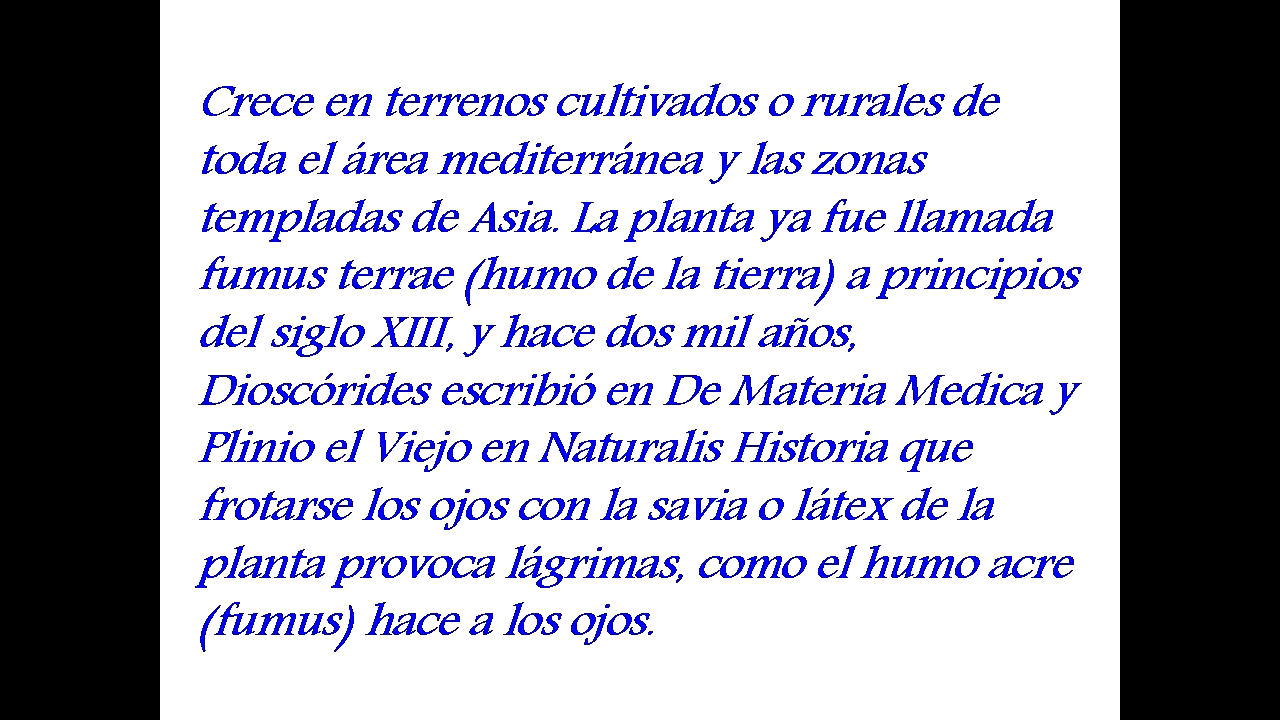 Crece en terrenos cultivados o rurales de
toda el área mediterránea y las zonas
templadas de Asia. La planta ya fue llamada
fumus terrae (humo de la tierra) a principios
del siglo XIII, y hace dos mil años,
Dioscórides escribió en De Materia Medica y
Plinio el Viejo en Naturalis Historia que
frotarse los ojos con la savia o látex de la
planta provoca lágrimas, como el humo acre
(fumus) hace a los ojos.